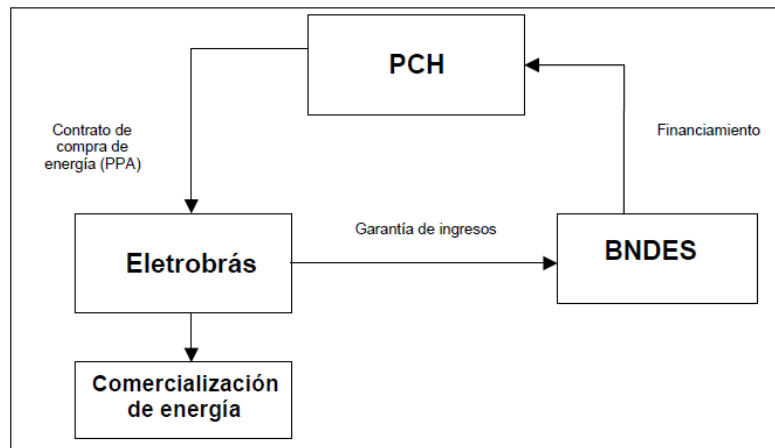 PCH
Contrato de
compra de
energía (PPA)
Financiamiento
Eletrobrás
Garantía de ingresos
BNDES
Comercialización
de energía